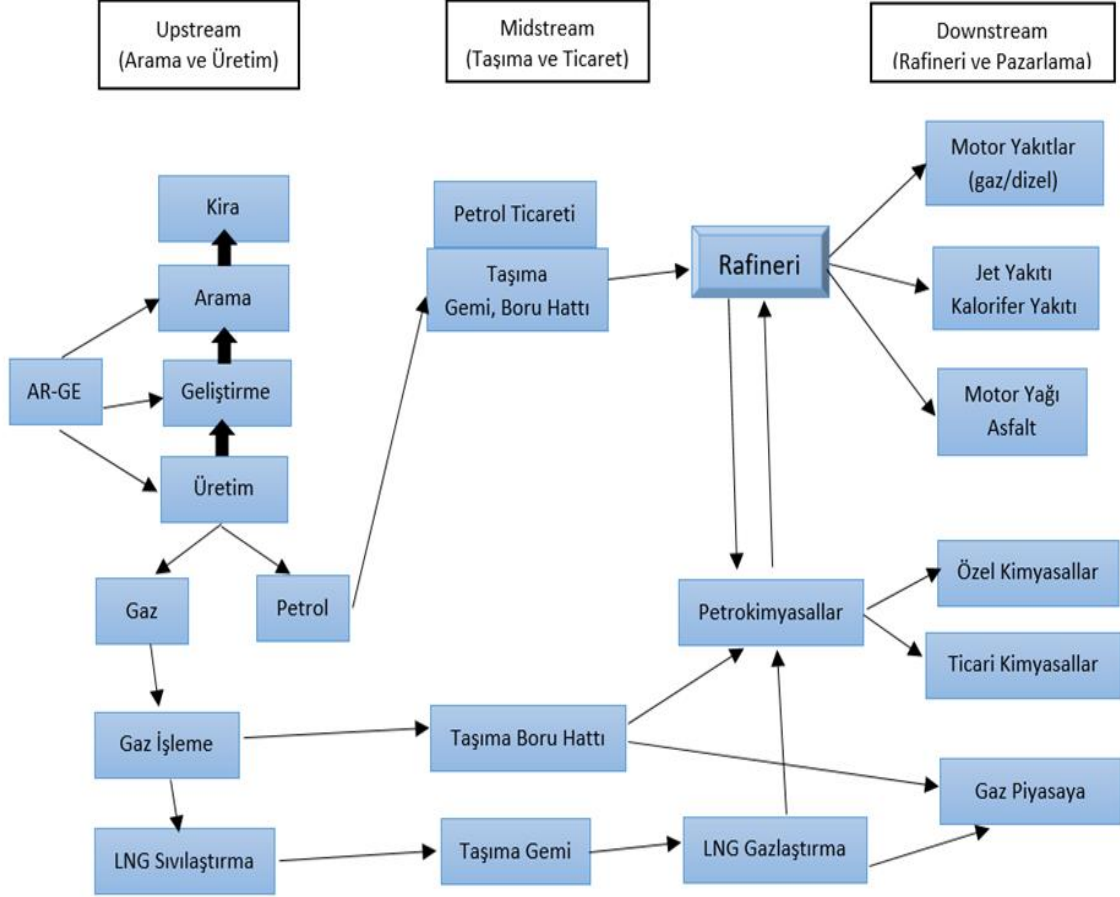 Upstream
(Arama ve Üretim)
Midstream
(Taşıma ve Ticaret)
Downstream
(Rafineri ve Pazarlama)
Kira
Arama
AR-GE
Geliştirme
Üretim
Gaz
Petrol
Gaz İşleme
LNG Sıvılaştırma
Petrol Ticareti
Taşıma
Gemi, Boru Hattı
Taşıma Boru Hattı
Taşıma Gemi
Rafineri
Petrokimyasallar
LNG Gazlaştırma
Motor Yakıtlar
(gaz/dizel)
Jet Yakıtı
Kalorifer Yakıtı
Motor Yağı
Asfalt
Özel Kimyasallar
Ticari Kimyasallar
Gaz Piyasaya